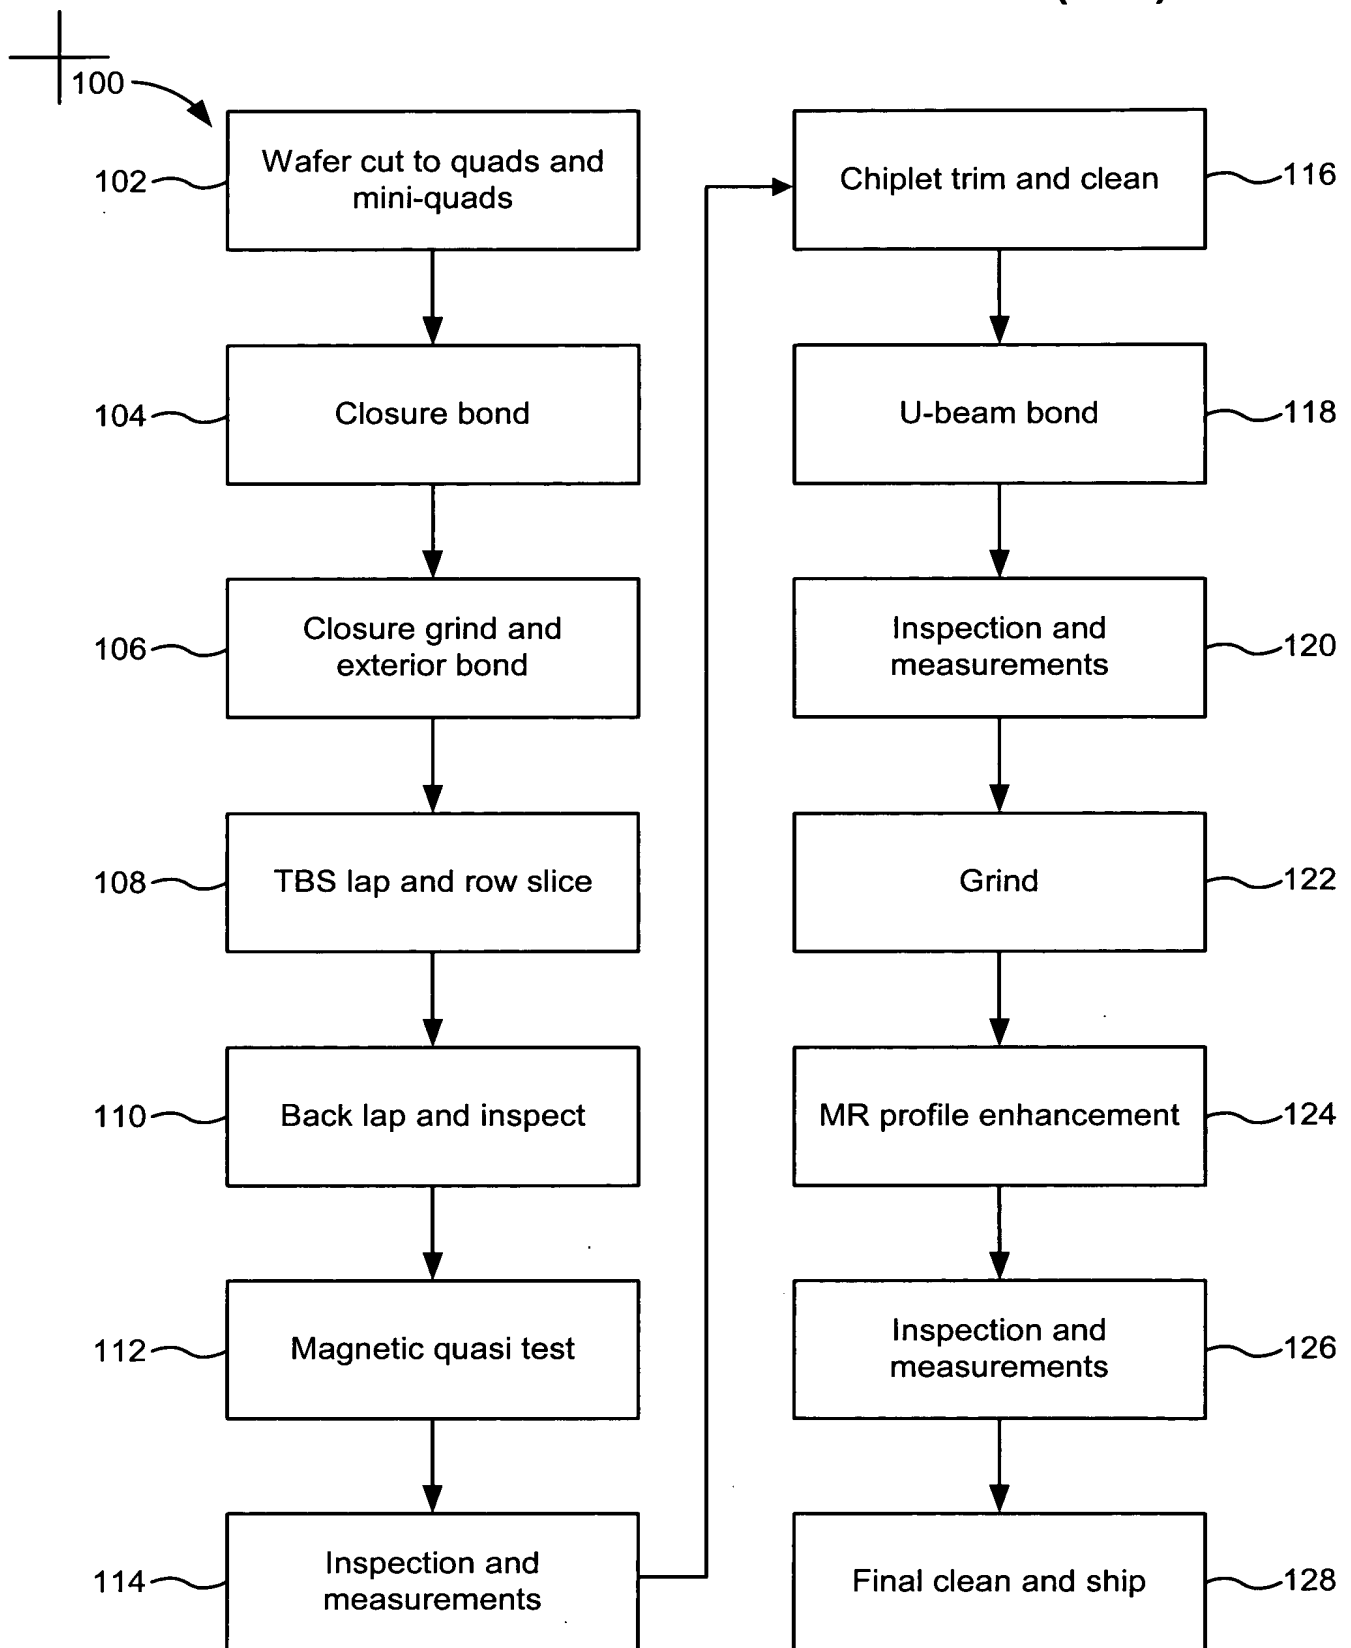 100
102
Wafer cut to quads and
mini-quads
104
Closure bond
106
Closure grind and
exterior bond
108
TBS lap and row slice
110
Back lap and inspect
112
Magnetic quasi test
114
Inspection and
measurements
Chiplet trim and clean
116
U-beam bond
118
Inspection and
measurements
120
Grind
122
MR profile enhancement
124
Inspection and
measurements
126
Final clean and ship
128